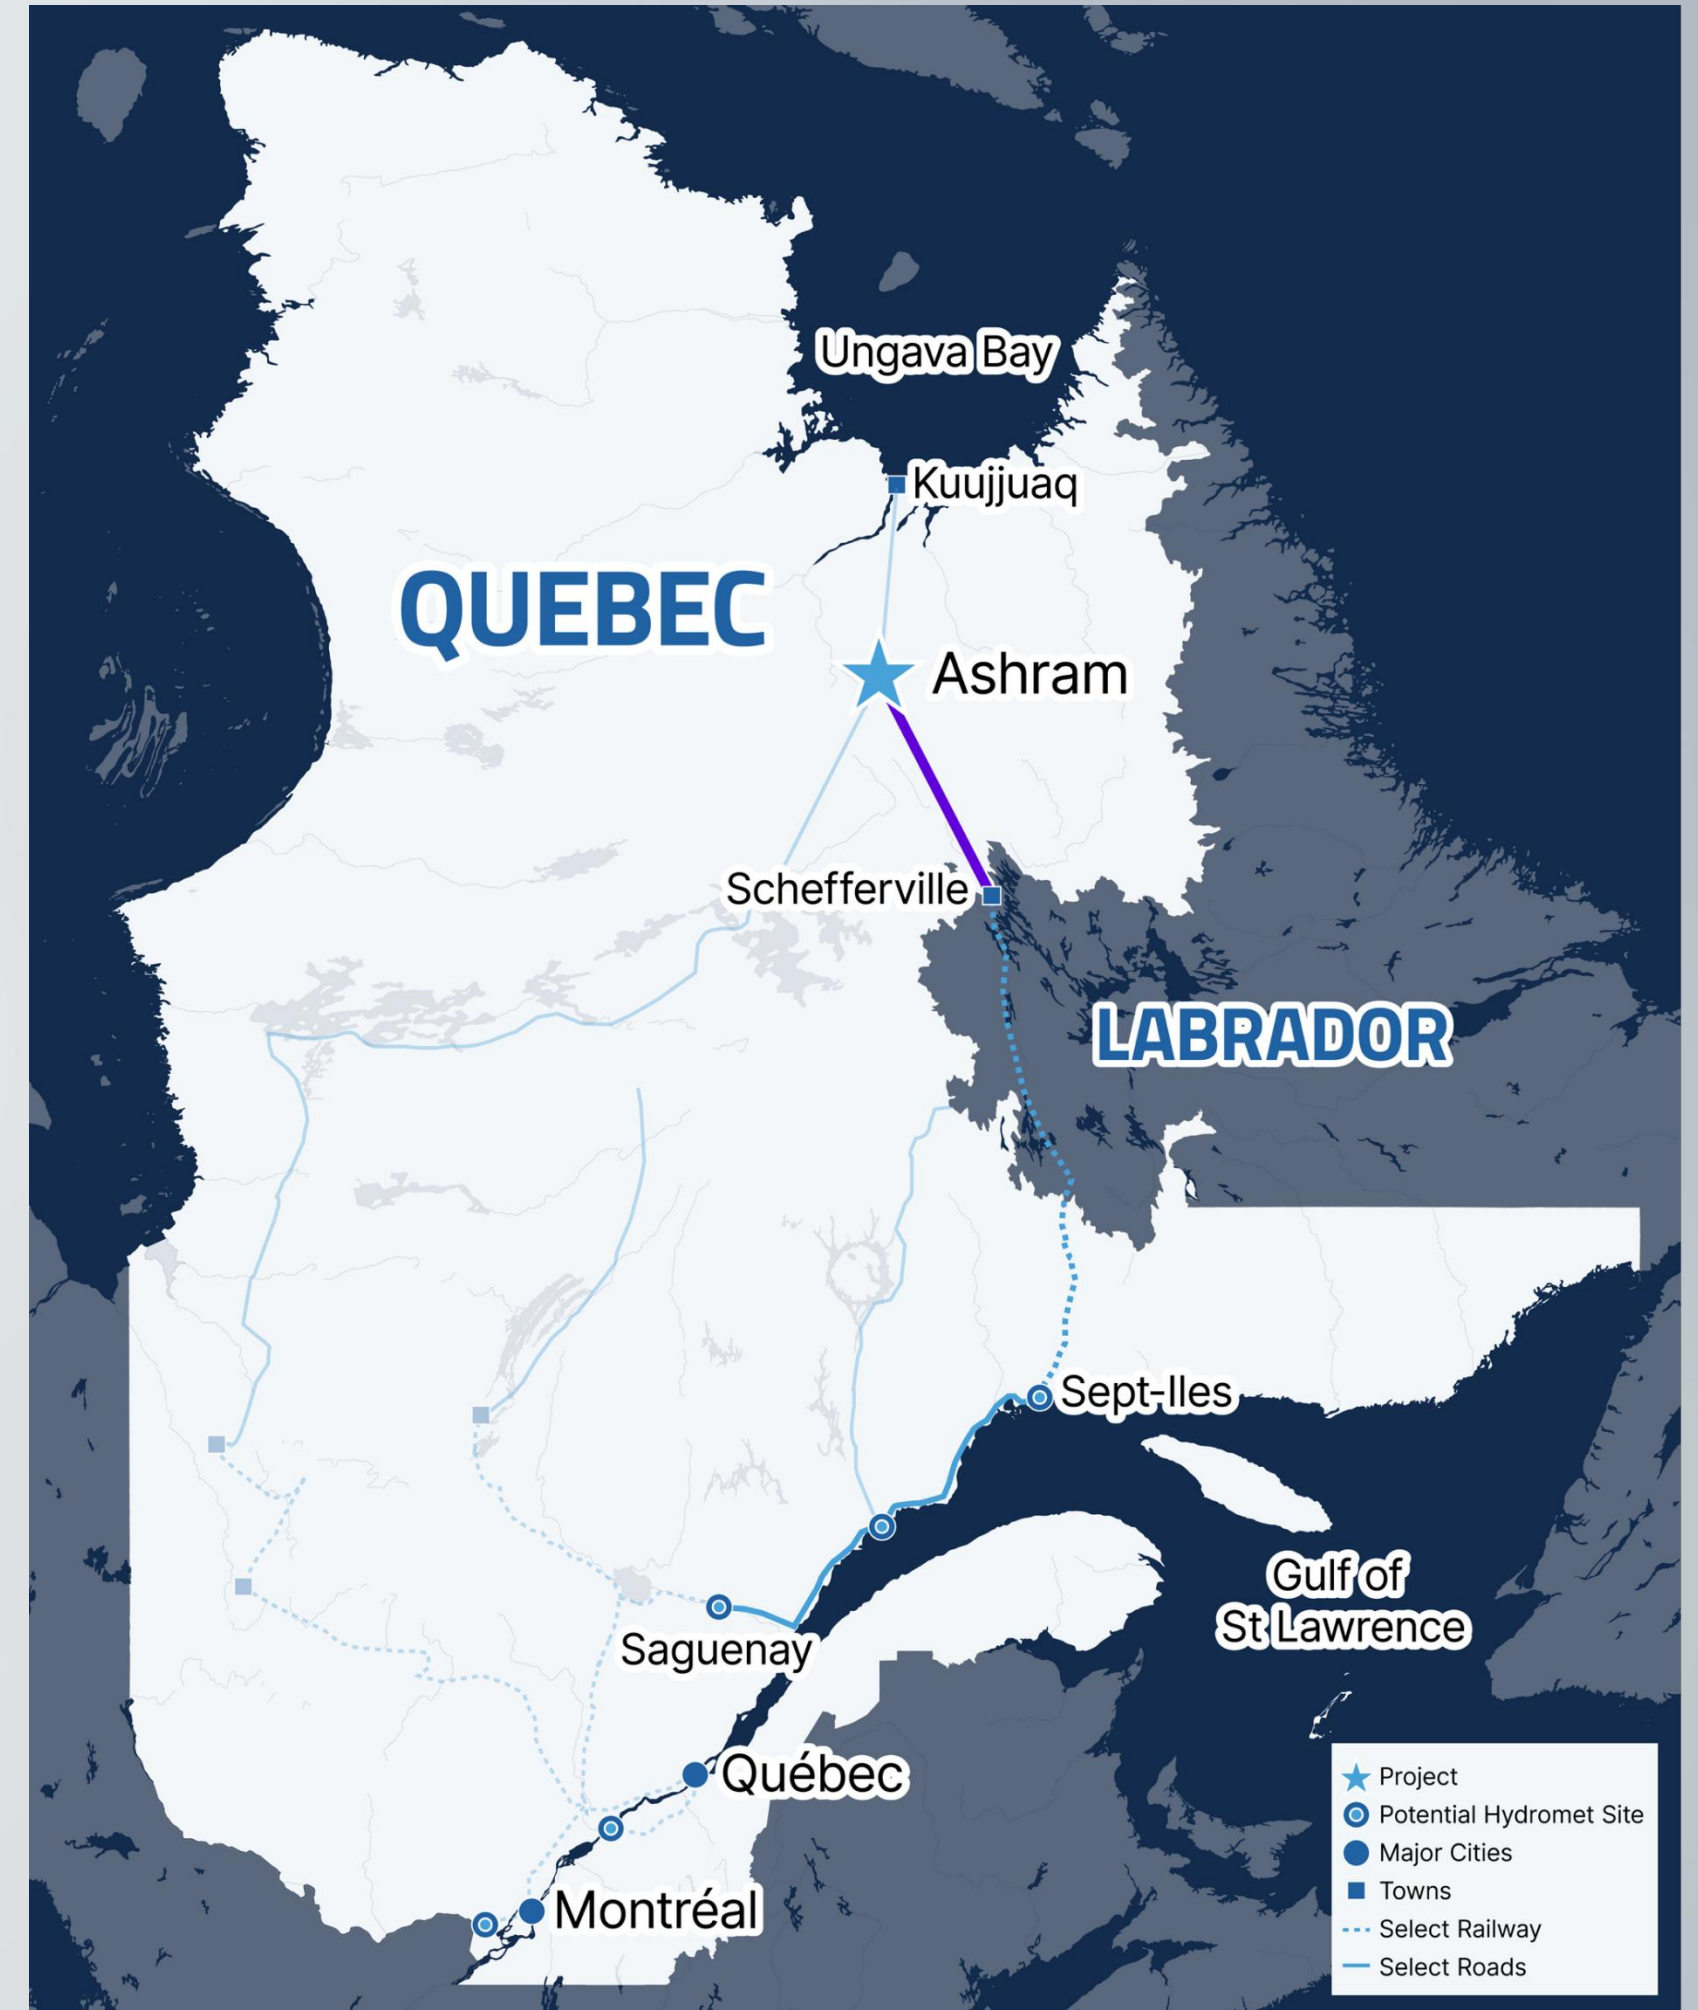 Ungava Bay
Kuujjuaq
QUEBEC
Ashram
Schefferville
LABRADOR
Sept-Iles
Gulf of
St Lawrence
Saguenay
Québec
Montréal
Project
Potential Hydromet Site
Major Cities
Towns
Select Railway
Select Roads